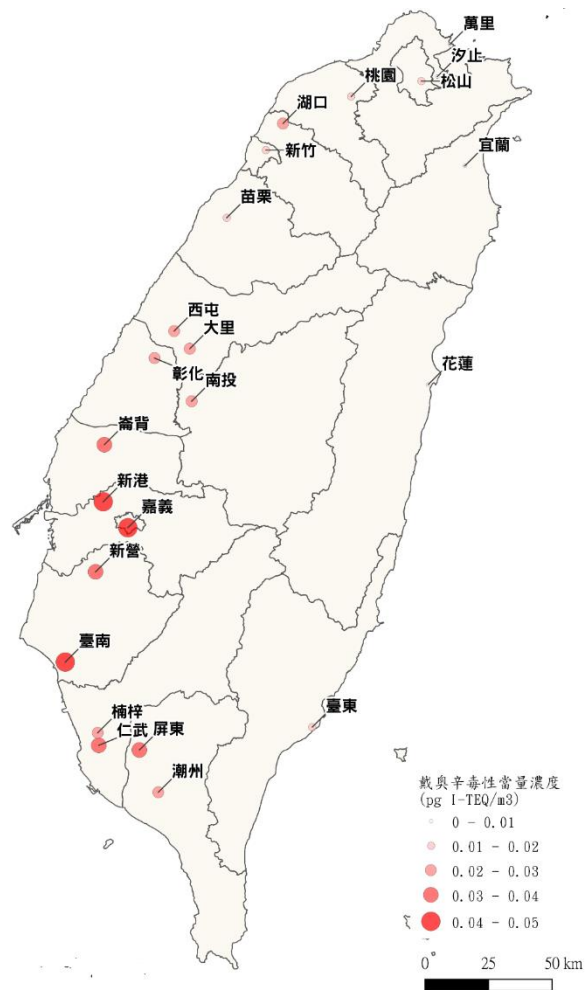 萬里
汐止
松山
桃園
湖口
新竹
宜蘭
苗栗
西屯
大里
彰化
南投
花蓮
崙背
新港
嘉義
新營
臺南
楠梓
仁武
屏東
臺東
潮州
戴奧辛毒性當量濃度
(pg I-TEQ/m3)
0 - 0.01
0.01 - 0.02
0.02 - 0.03
0.03 - 0.04
0.04 - 0.05
0 25 50 km